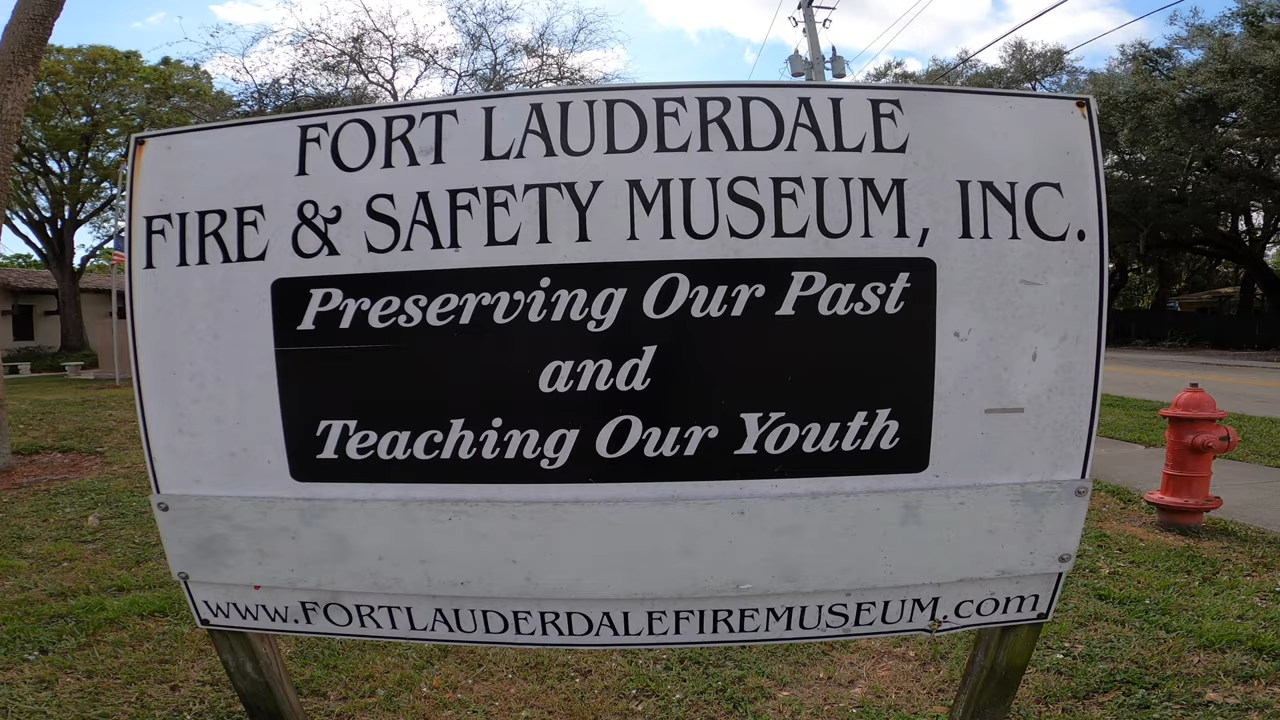 FORT LAUDERDALE
FIRE & SAFETY MUSEUM, INC.
Preserving Our Past
and
Teaching Our Youth
www.FORTLAUDERDALEFIREMUSEUM.com